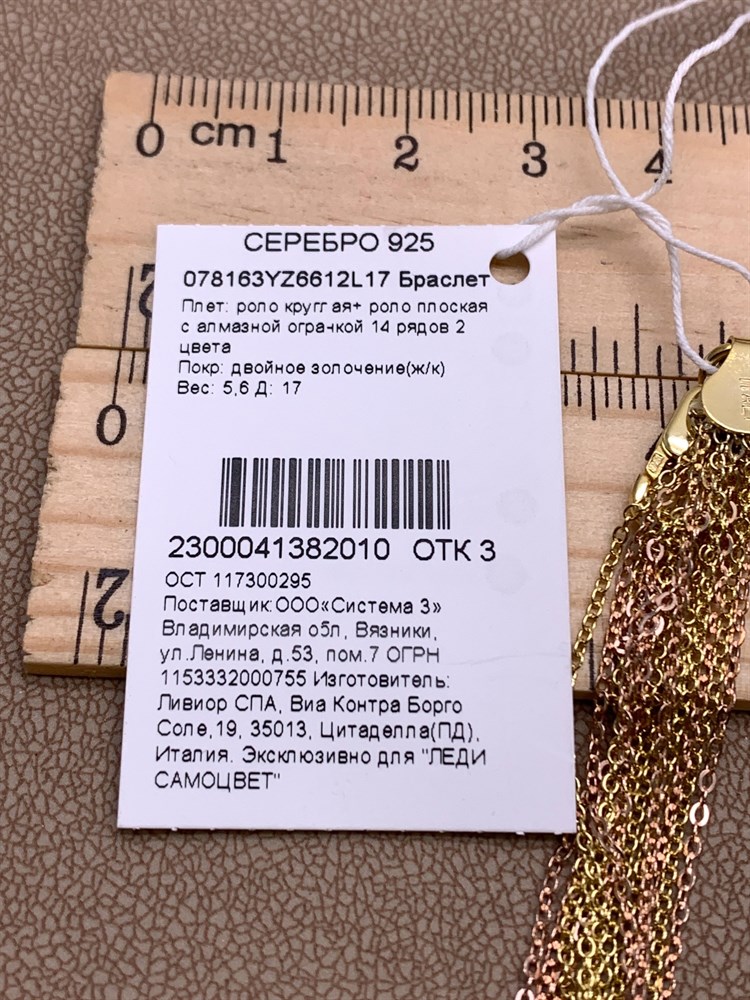 0 cm 1 2 3 4
СЕРЕБРО 925
078163YZ6612L17 Браслет
Плет: роло круглая+ роло плоская
с алмазной огранкой 14 рядов 2
цвета
Покр: двойное золочение(ж/к)
Вес: 5,6 Д: 17
0
2300041382010 ОТК 3
2
ОСТ 117300295
Поставщик:ООО«Система 3»
Владимирская обл, Вязники,
ул.Ленина, д.53, пом.7 ОГРН
1153332000755 Изготовитель:
Ливиор СПА, Виа Контра Борго
Соле,19, 35013, Цитаделла(ПД),
Италия. Эксклюзивно для "ЛЕДИ
САМОЦВЕТ"